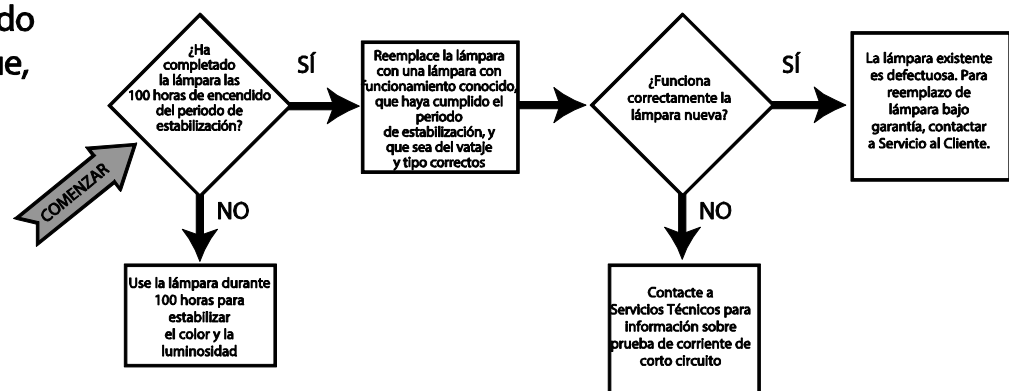 do
ue,
COMENZAR
¿Ha
completado
la lámpara las
100 horas de encendido
del periodo de
estabilización?
SÍ
NO
Use la lámpara durante
100 horas para
estabilizar
el color y la
luminosidad
Reemplace la lámpara
con una lámpara con
funcionamiento conocido,
que haya cumplido el
periodo
de estabilización, y
que sea del vataje
y tipo correctos
¿Funciona
correctamente la
lámpara nueva?
SÍ
NO
Contacte a
Servicios Técnicos para
información sobre
prueba de corriente de
corto circuito
La lámpara existente
es defectuosa. Para
reemplazo de
lámpara bajo
garantía, contactar
a Servicio al Cliente.